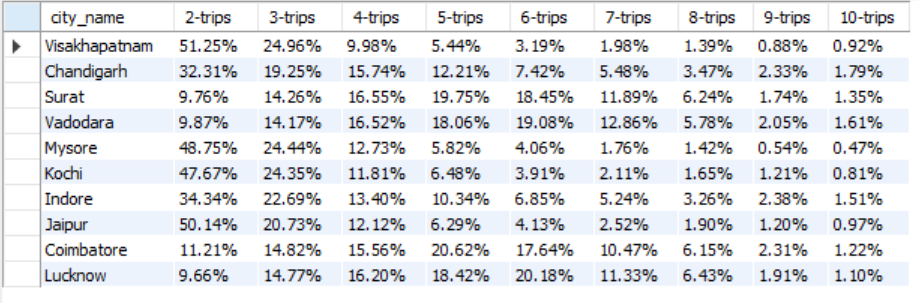 city_name 2-trips 3-trips 4-trips 5-trips 6-trips 7-trips 8-trips 9-trips 10-trips
Visakhapatnam 51.25% 24.96% 9.98% 5.44% 3.19% 1.98% 1.39% 0.88% 0.92%
Chandigarh 32.31% 19.25% 15.74% 12.21% 7.42% 5.48% 3.47% 2.33% 1.79%
Surat 9.76% 14.26% 16.55% 19.75% 18.45% 11.89% 6.24% 1.74% 1.35%
Vadodara 9.87% 14.17% 16.52% 18.06% 19.08% 12.86% 5.78% 2.05% 1.61%
Mysore 48.75% 24.44% 12.73% 5.82% 4.06% 1.76% 1.42% 0.54% 0.47%
Kochi 47.67% 24.35% 11.81% 6.48% 3.91% 2.11% 1.65% 1.21% 0.81%
Indore 34.34% 22.69% 13.40% 10.34% 6.85% 5.24% 3.26% 2.38% 1.51%
Jaipur 50.14% 20.73% 12.12% 6.29% 4.13% 2.52% 1.90% 1.20% 0.97%
Coimbatore 11.21% 14.82% 15.56% 20.62% 17.64% 10.47% 6.15% 2.31% 1.22%
Lucknow 9.66% 14.77% 16.20% 18.42% 20.18% 11.33% 6.43% 1.91% 1.10%